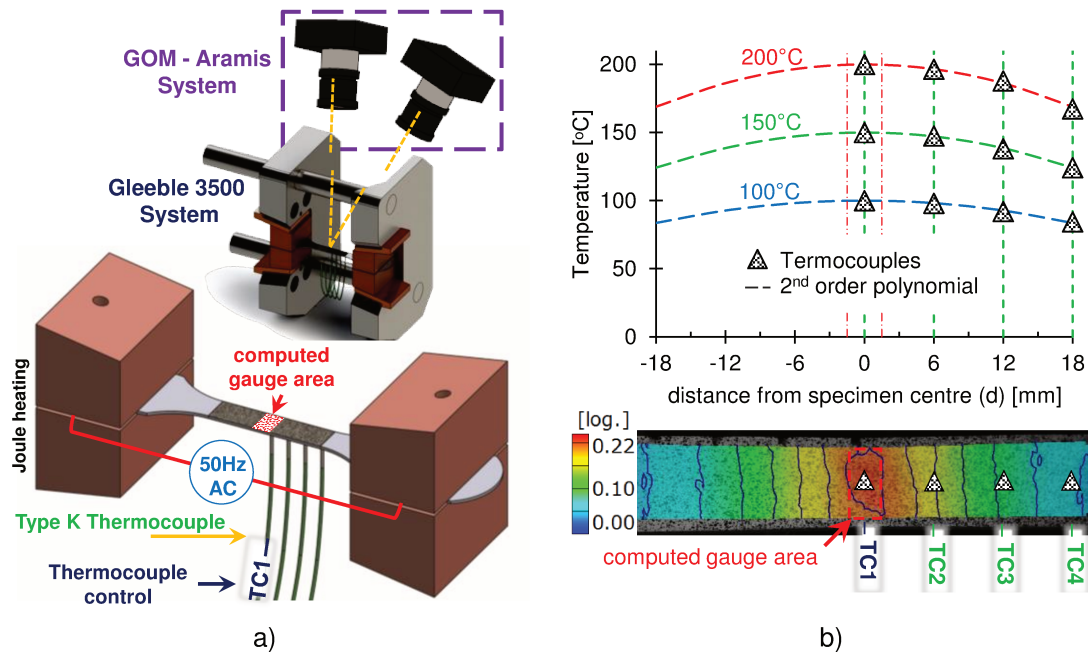 GOM - Aramis
System
Gleeble 3500
System
computed
gauge area
Joule heating
50Hz
AC
Type K Thermocouple
TC1
Thermocouple
control
a)
Temperature [ºC]
200
150
100
50
0
200°C
150°C
100°C
Termocouples
2nd order polynomial
-18 -12 -6 0 6 12 18
distance from specimen centre (d) [mm]
[log.]
0.22
0.10
0.00
computed gauge area
TC1
TC2
TC3
TC4
b)